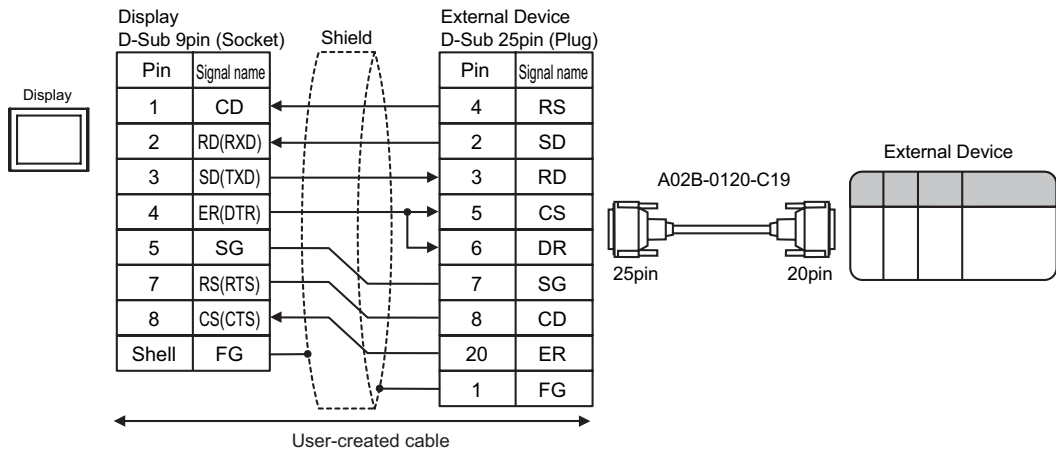 Display
D-Sub 9pin (Socket)
Shield
External Device
D-Sub 25pin (Plug)
Pin Signal name
Pin Signal name
1 CD 4 RS
2 RD(RXD) 2 SD
3 SD(TXD) 3 RD
4 ER(DTR) 5 CS
5 SG 6 DR
7 RS(RTS) 7 SG
8 CS(CTS) 8 CD
Shell FG 20 ER
1 FG
User-created cable
Display
A02B-0120-C19
25pin
20pin
External Device